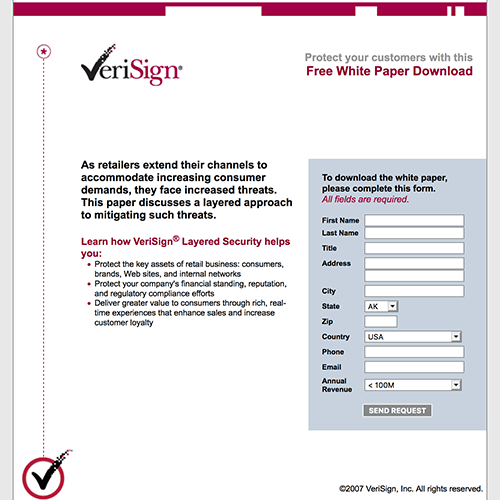 VeriSign®
Protect your customers with this
Free White Paper Download
As retailers extend their channels to
accommodate increasing consumer
demands, they face increased threats.
This paper discusses a layered approach
to mitigating such threats.
Learn how VeriSign® Layered Security helps
you:
• Protect the key assets of retail business: consumers,
brands, Web sites, and internal networks
• Protect your company's financial standing, reputation,
and regulatory compliance efforts
• Deliver greater value to consumers through rich, real-
time experiences that enhance sales and increase
customer loyalty
To download the white paper,
please complete this form.
All fields are required.
First Name
Last Name
Title
Address
City
State AK
Zip
Country USA
Phone
Email
Annual
Revenue < 100M
SEND REQUEST
©2007 VeriSign, Inc. All rights reserved.